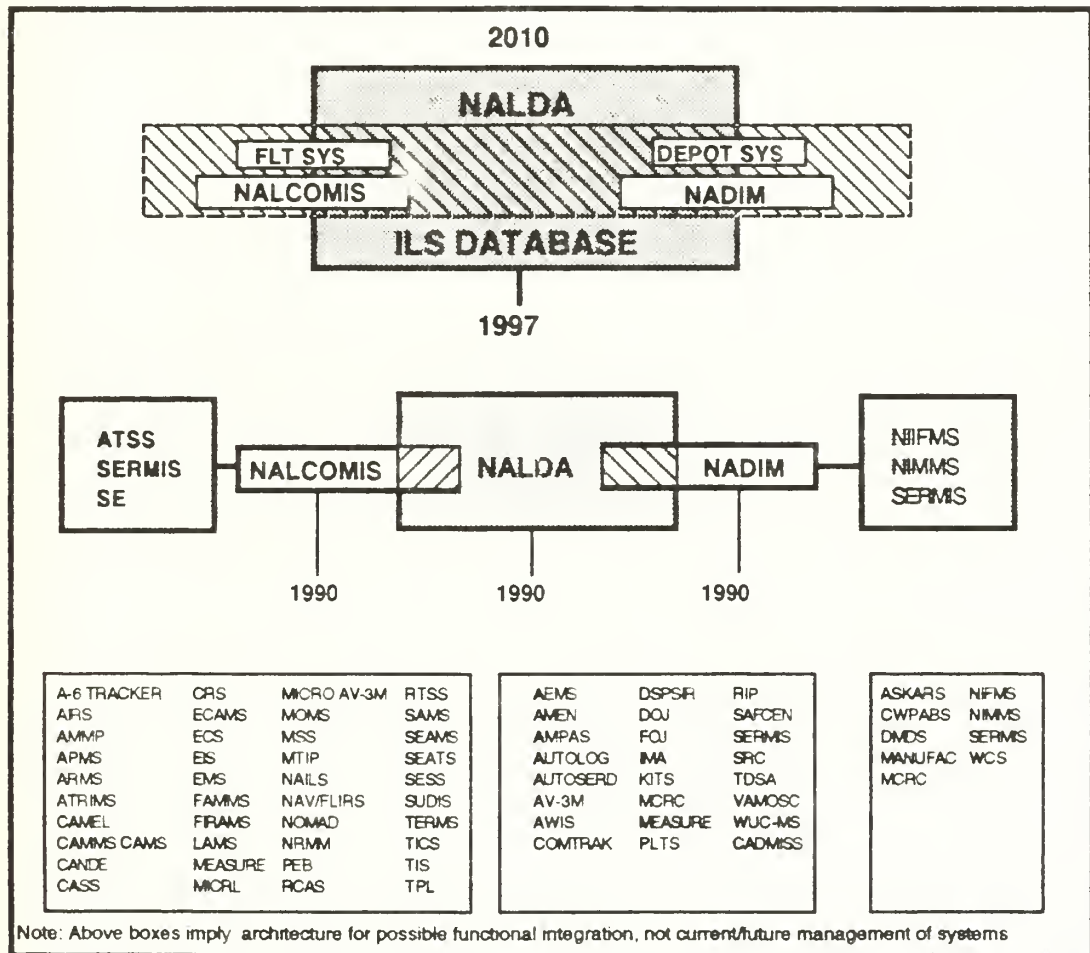 2010
NALDA
FLT SYS
DEPOT SYS
NALCOMIS
NADIM
ILS DATABASE
1997
ATSS
SERMIS
SE
NALCOMIS
NALDA
NADIM
NIIFMS
NIMMS
SERMIS
1990
1990
1990
A-6 TRACKER CRS MICRO AV-3M RTSS
AIRS ECAMS MOMS SAMS
AMMP ECS MSS SEAMS
APMS EIS MTIP SEATS
ARMS EMS NAILS SESS
ATRIMS FAMMS NAV/FLIRS SUDIS
CAMEL FIRAMS NOMAD TERMS
CAMMS CAMS LAMS NRMM TICS
CANDE MEASURE PEB TIS
CASS MICRL RCAS TPL
AEMS DSPSIR RIP
AMEN DOJ SAFCEN
AMPAS FOJ SERMIS
AUTOLOG IMA SRC
AUTOSERD KITS TDSA
AV-3M MCRC VAMOSC
AWIS MEASURE WUC-MS
COMTRAK PLTS CADMISS
ASKARS NIFMS
CWPABS NIMMS
DMDS SERMIS
MANUFAC WCS
MCRC
Note: Above boxes imply architecture for possible functional integration, not current/future management of systems